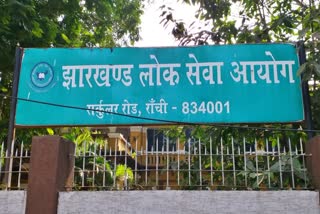 झारखण्ड लोक सेवा आयोग
सर्कुलर रोड, राँची - 834001